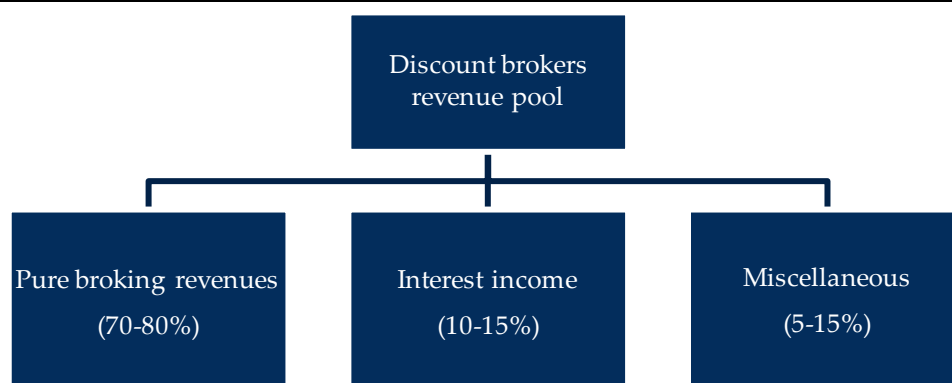 Discount brokers
revenue pool
Pure broking revenues
(70-80%)
Interest income
(10-15%)
Miscellaneous
(5-15%)